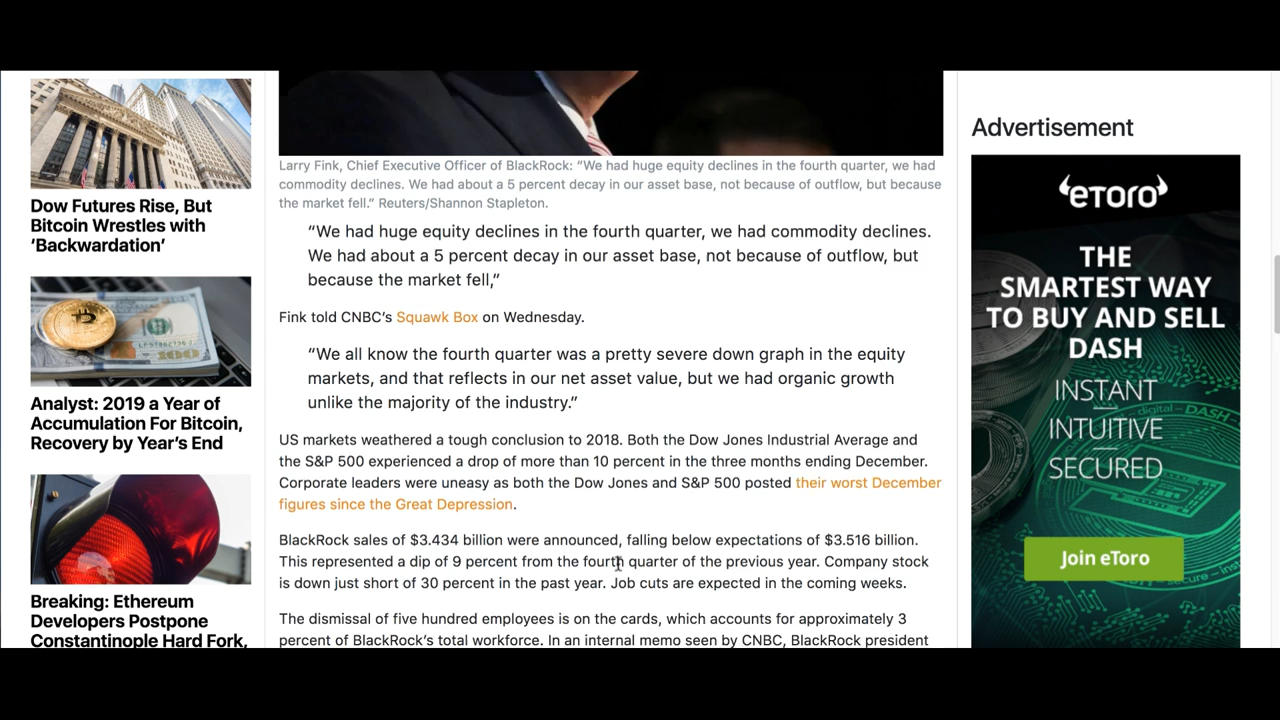 Dow Futures Rise, But
Bitcoin Wrestles with
‘Backwardation’
Analyst: 2019 a Year of
Accumulation For Bitcoin,
Recovery by Year’s End
Breaking: Ethereum
Developers Postpone
Constantinople Hard Fork,
Larry Fink, Chief Executive Officer of BlackRock: “We had huge equity declines in the fourth quarter, we had
commodity declines. We had about a 5 percent decay in our asset base, not because of outflow, but because
the market fell.” Reuters/Shannon Stapleton.
“We had huge equity declines in the fourth quarter, we had commodity declines.
We had about a 5 percent decay in our asset base, not because of outflow, but
because the market fell,”
Fink told CNBC’s Squawk Box on Wednesday.
“We all know the fourth quarter was a pretty severe down graph in the equity
markets, and that reflects in our net asset value, but we had organic growth
unlike the majority of the industry.”
US markets weathered a tough conclusion to 2018. Both the Dow Jones Industrial Average and
the S&P 500 experienced a drop of more than 10 percent in the three months ending December.
Corporate leaders were uneasy as both the Dow Jones and S&P 500 posted their worst December
figures since the Great Depression.
BlackRock sales of $3.434 billion were announced, falling below expectations of $3.516 billion.
This represented a dip of 9 percent from the fourth quarter of the previous year. Company stock
is down just short of 30 percent in the past year. Job cuts are expected in the coming weeks.
The dismissal of five hundred employees is on the cards, which accounts for approximately 3
percent of BlackRock’s total workforce. In an internal memo seen by CNBC, BlackRock president
Advertisement
eTORO
THE
SMARTEST WAY
TO BUY AND SELL
DASH
INSTANT
INTUITIVE
SECURED
Join eToro